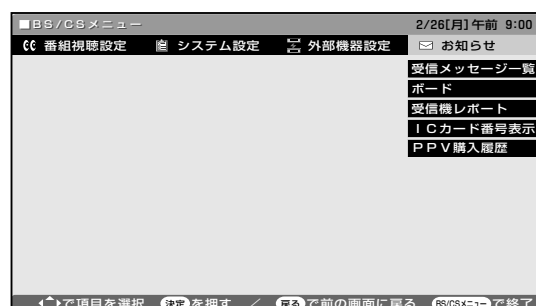 ■BS/CSメニュー 2/26[月]午前 9:00
番組視聴設定 システム設定 外部機器設定 お知らせ
受信メッセージ一覧
ボード
受信機レポート
ICカード番号表示
PPV購入履歴
で項目を選択 決定を押す / 戻るで前の画面に戻る BS/CSメニューで終了